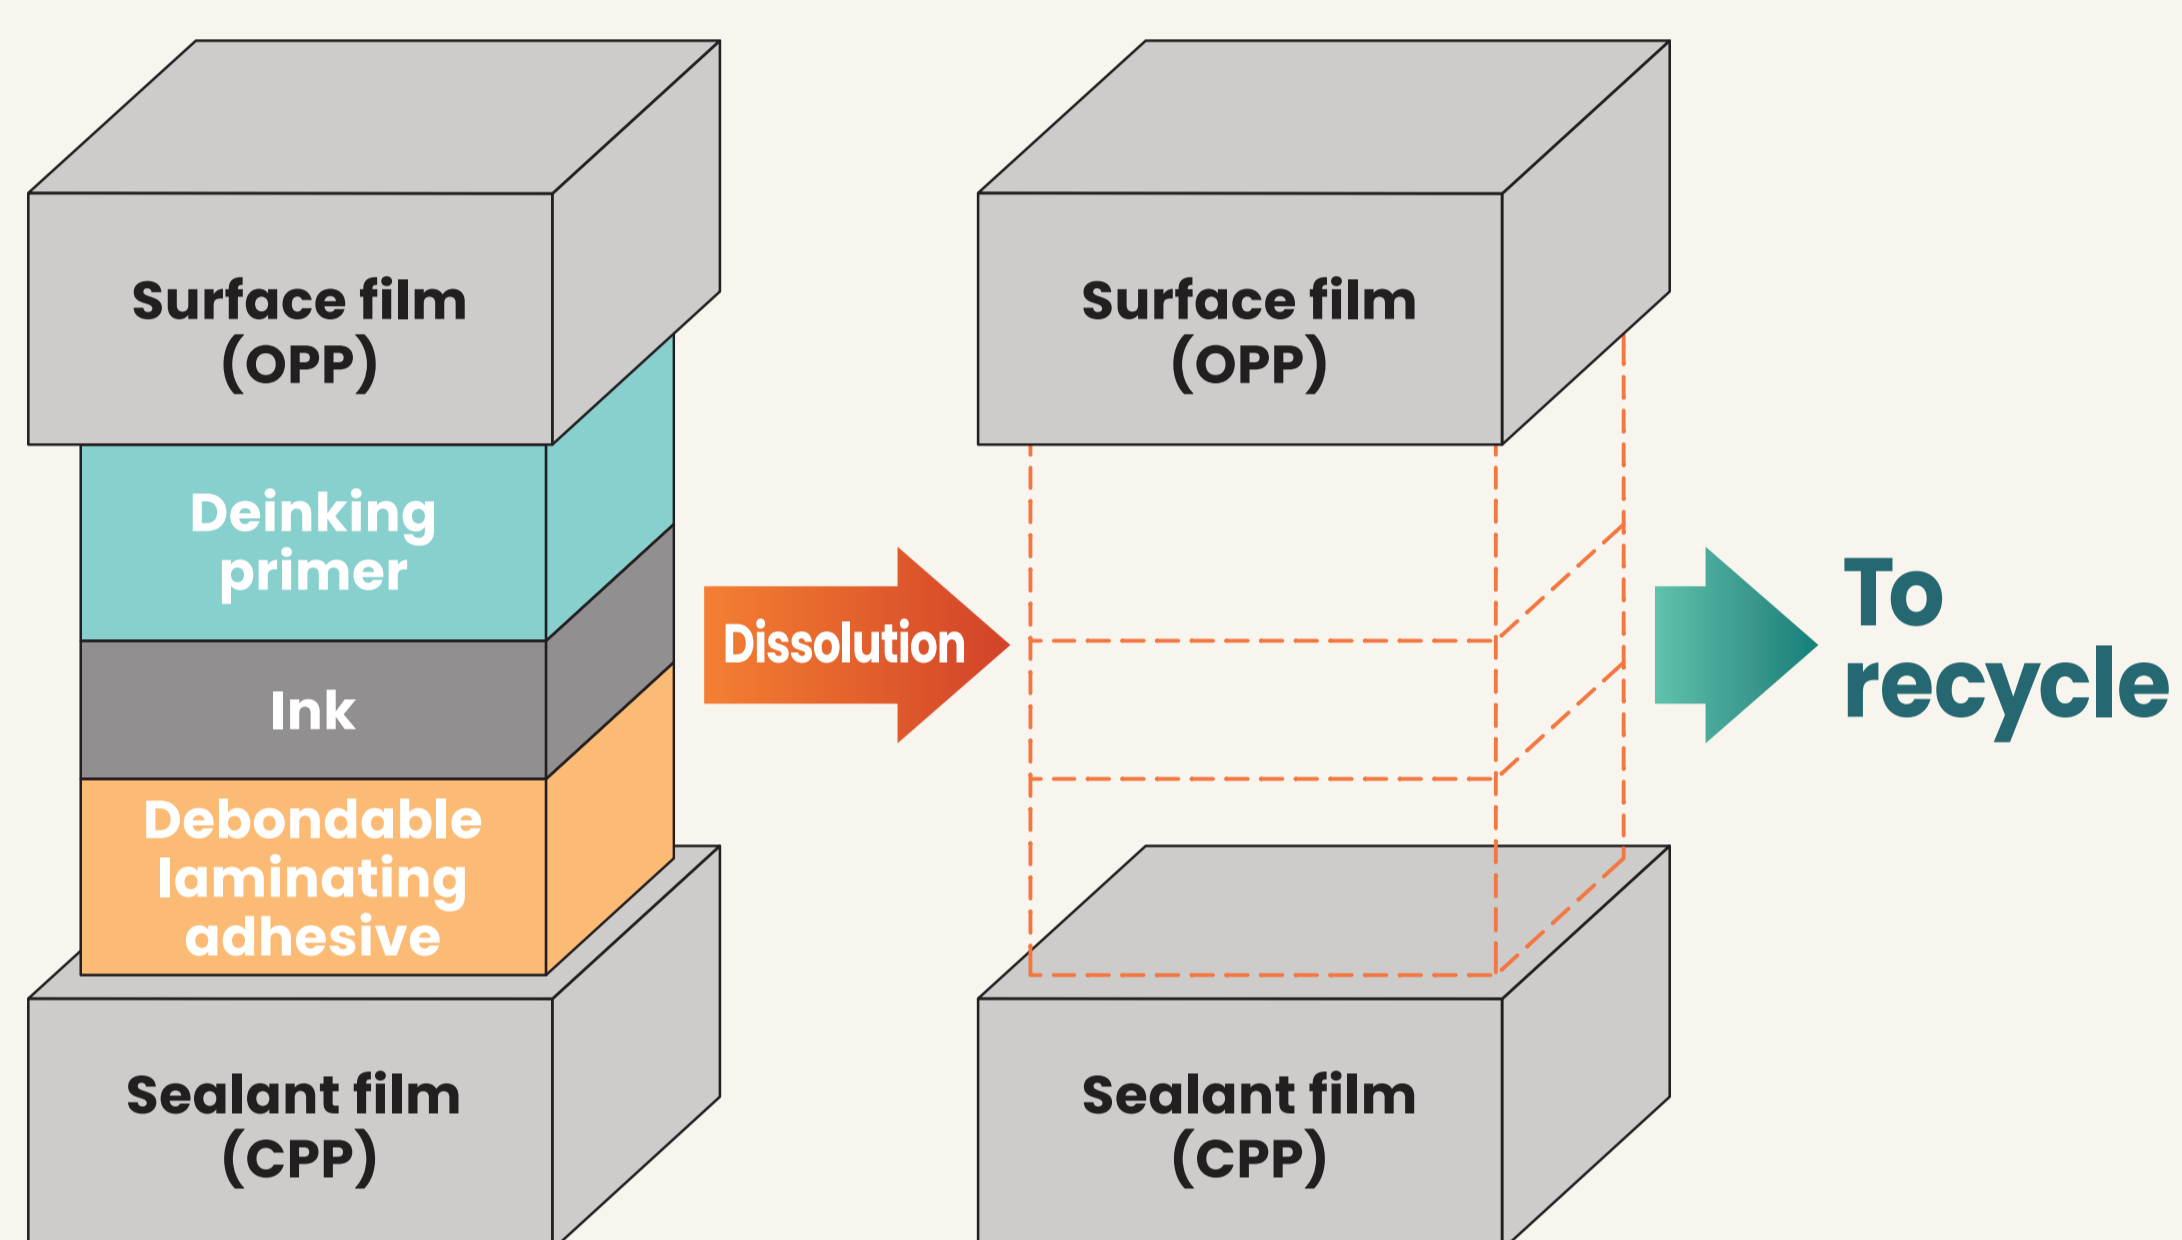 Surface film
(OPP)
Deinking
primer
Ink
Debondable
laminating
adhesive
Sealant film
(CPP)
Dissolution
Surface film
(OPP)
Sealant film
(CPP)
To
recycle